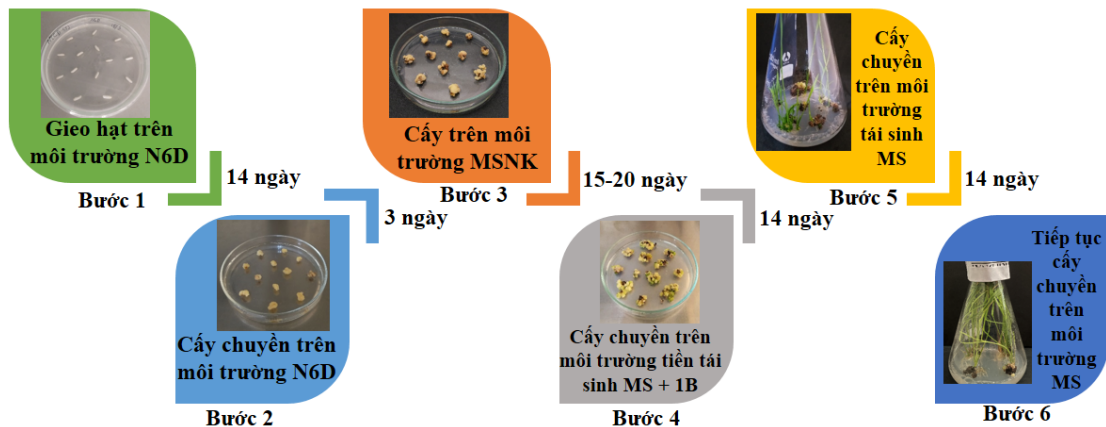 Gieo hạt trên
môi trường N6D
Bước 1
14 ngày
Cấy chuyền trên
môi trường N6D
Bước 2
3 ngày
Cấy trên môi
trường MSNK
Bước 3
15-20 ngày
Cấy chuyền trên
môi trường tiền tái
sinh MS + 1B
Bước 4
14 ngày
Cấy
chuyền
trên môi
trường
tái sinh
MS
Bước 5
14 ngày
Tiếp tục
cấy
chuyền
trên
môi
trường
MS
Bước 6